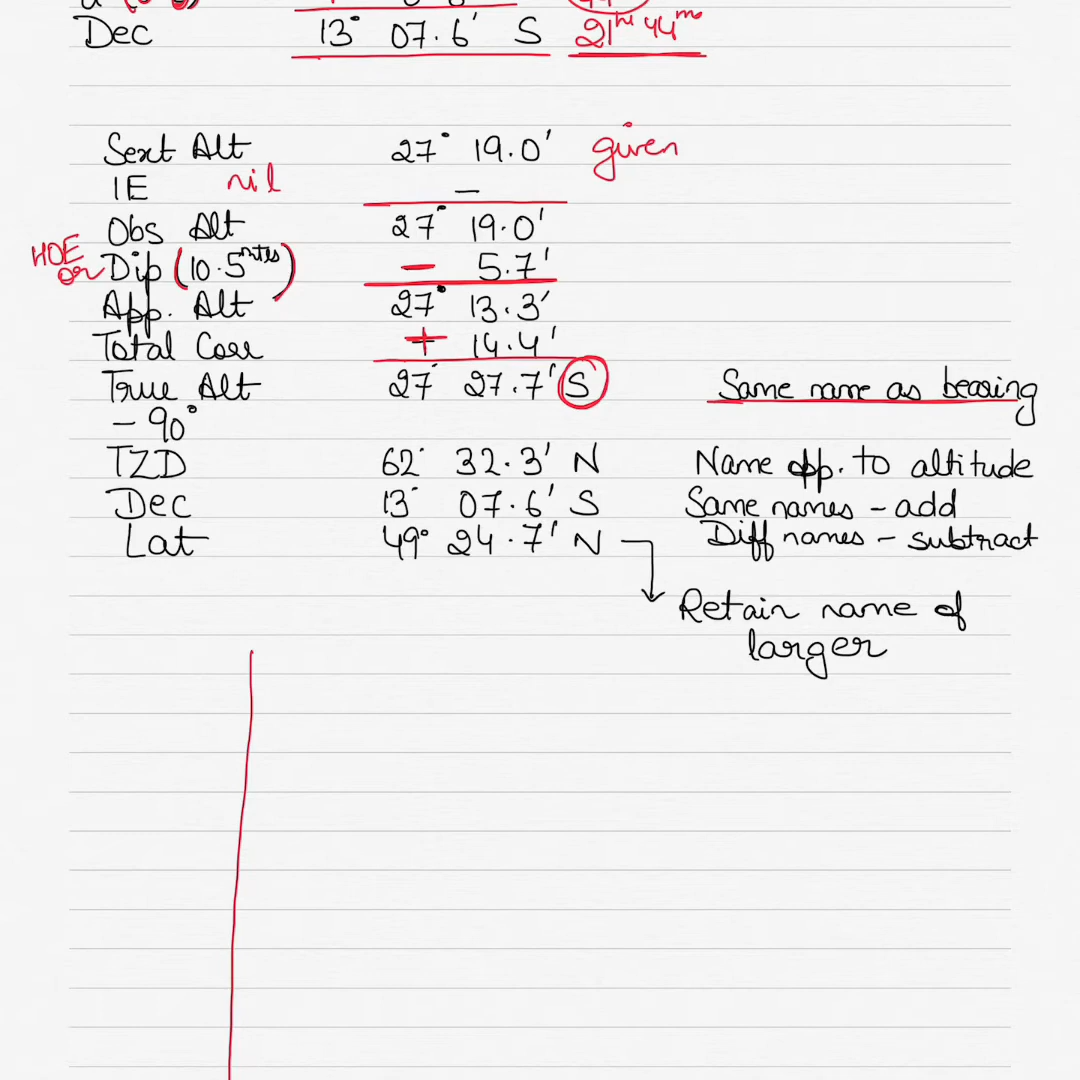 Dec 13° 07.6' S 21hr 44m
Sext Alt 27° 19.0' given
IE nil –
Obs Alt 27° 19.0'
HOE or Dip (10.5mtrs) – 5.7'
App. Alt 27° 13.3'
Total Corr + 14.4'
True Alt 27° 27.7' S Same name as bearing
– 90°
TZD 62° 32.3' N Name opp. to altitude
Dec 13° 07.6' S Same names – add
Lat 49° 24.7' N Diff names – subtract
Retain name of
larger